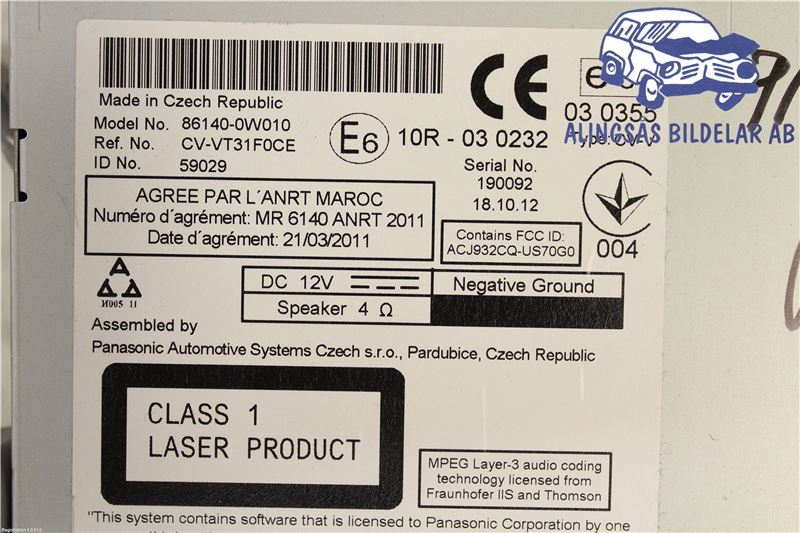 Made in Czech Republic
Model No. 86140-0W010
Ref. No. CV-VT31F0CE
ID No. 59029
E6
10R - 03 0232
03 0355
ALINGSÅS BILDELAR AB
Serial No.
190092
18.10.12
AGREE PAR L´ANRT MAROC
Numéro d´agrément: MR 6140 ANRT 2011
Date d´agrément: 21/03/2011
Contains FCC ID:
ACJ932CQ-US70G0
004
И005 11
DC 12V
Negative Ground
Speaker 4 Ω
Assembled by
Panasonic Automotive Systems Czech s.r.o., Pardubice, Czech Republic
CLASS 1
LASER PRODUCT
MPEG Layer-3 audio coding
technology licensed from
Fraunhofer IIS and Thomson
"This system contains software that is licensed to Panasonic Corporation by one